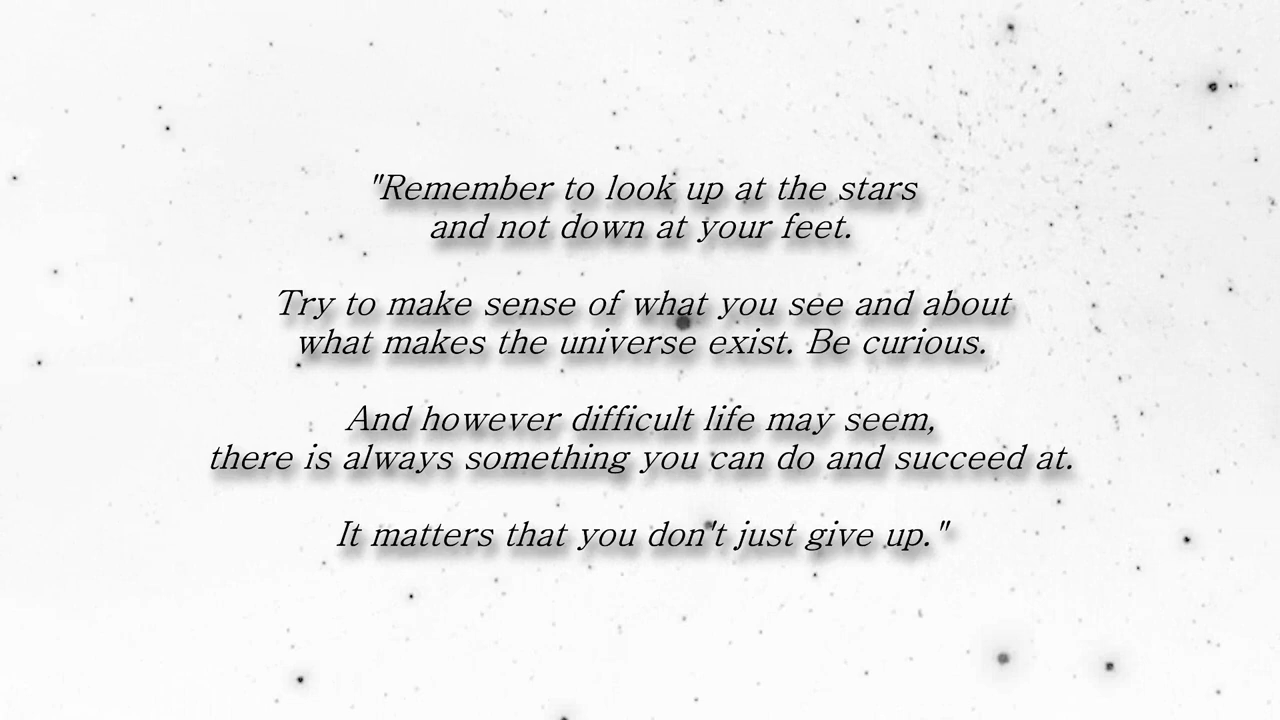 "Remember to look up at the stars
and not down at your feet.
Try to make sense of what you see and about
what makes the universe exist. Be curious.
And however difficult life may seem,
there is always something you can do and succeed at.
It matters that you don't just give up."